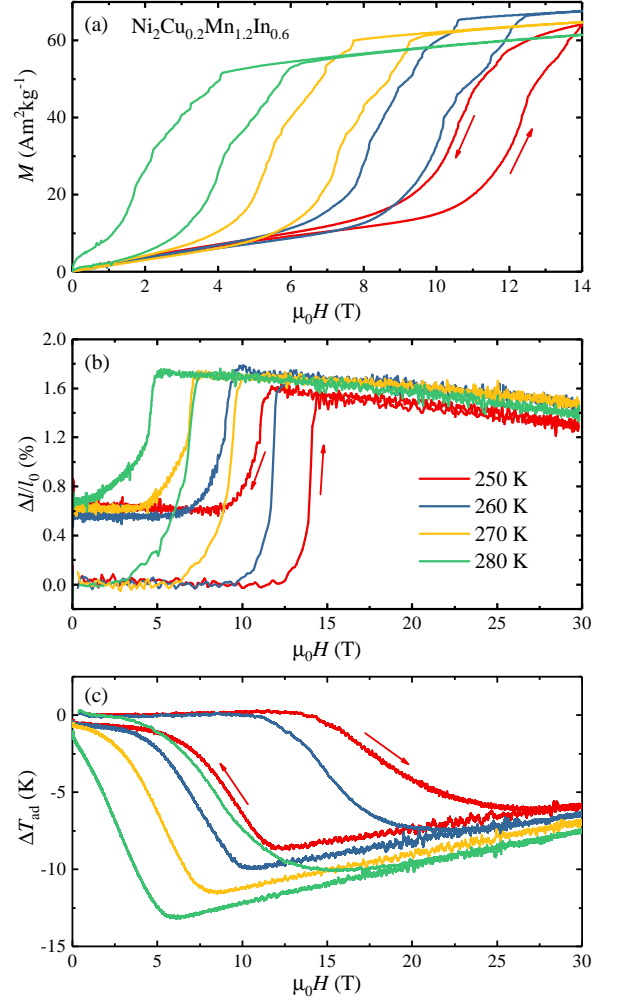 (a) Ni₂Cu₀.₂Mn₁.₂In₀.₆
60
40
20
0
M (Am²kg⁻¹)
0 2 4 6 8 10 12 14
μ₀H (T)
(b)
2.0
1.6
1.2
0.8
0.4
0.0
Δl/l₀ (%)
250 K
260 K
270 K
280 K
0 5 10 15 20 25 30
μ₀H (T)
(c)
0
-5
-10
-15
ΔT_ad (K)
0 5 10 15 20 25 30
μ₀H (T)